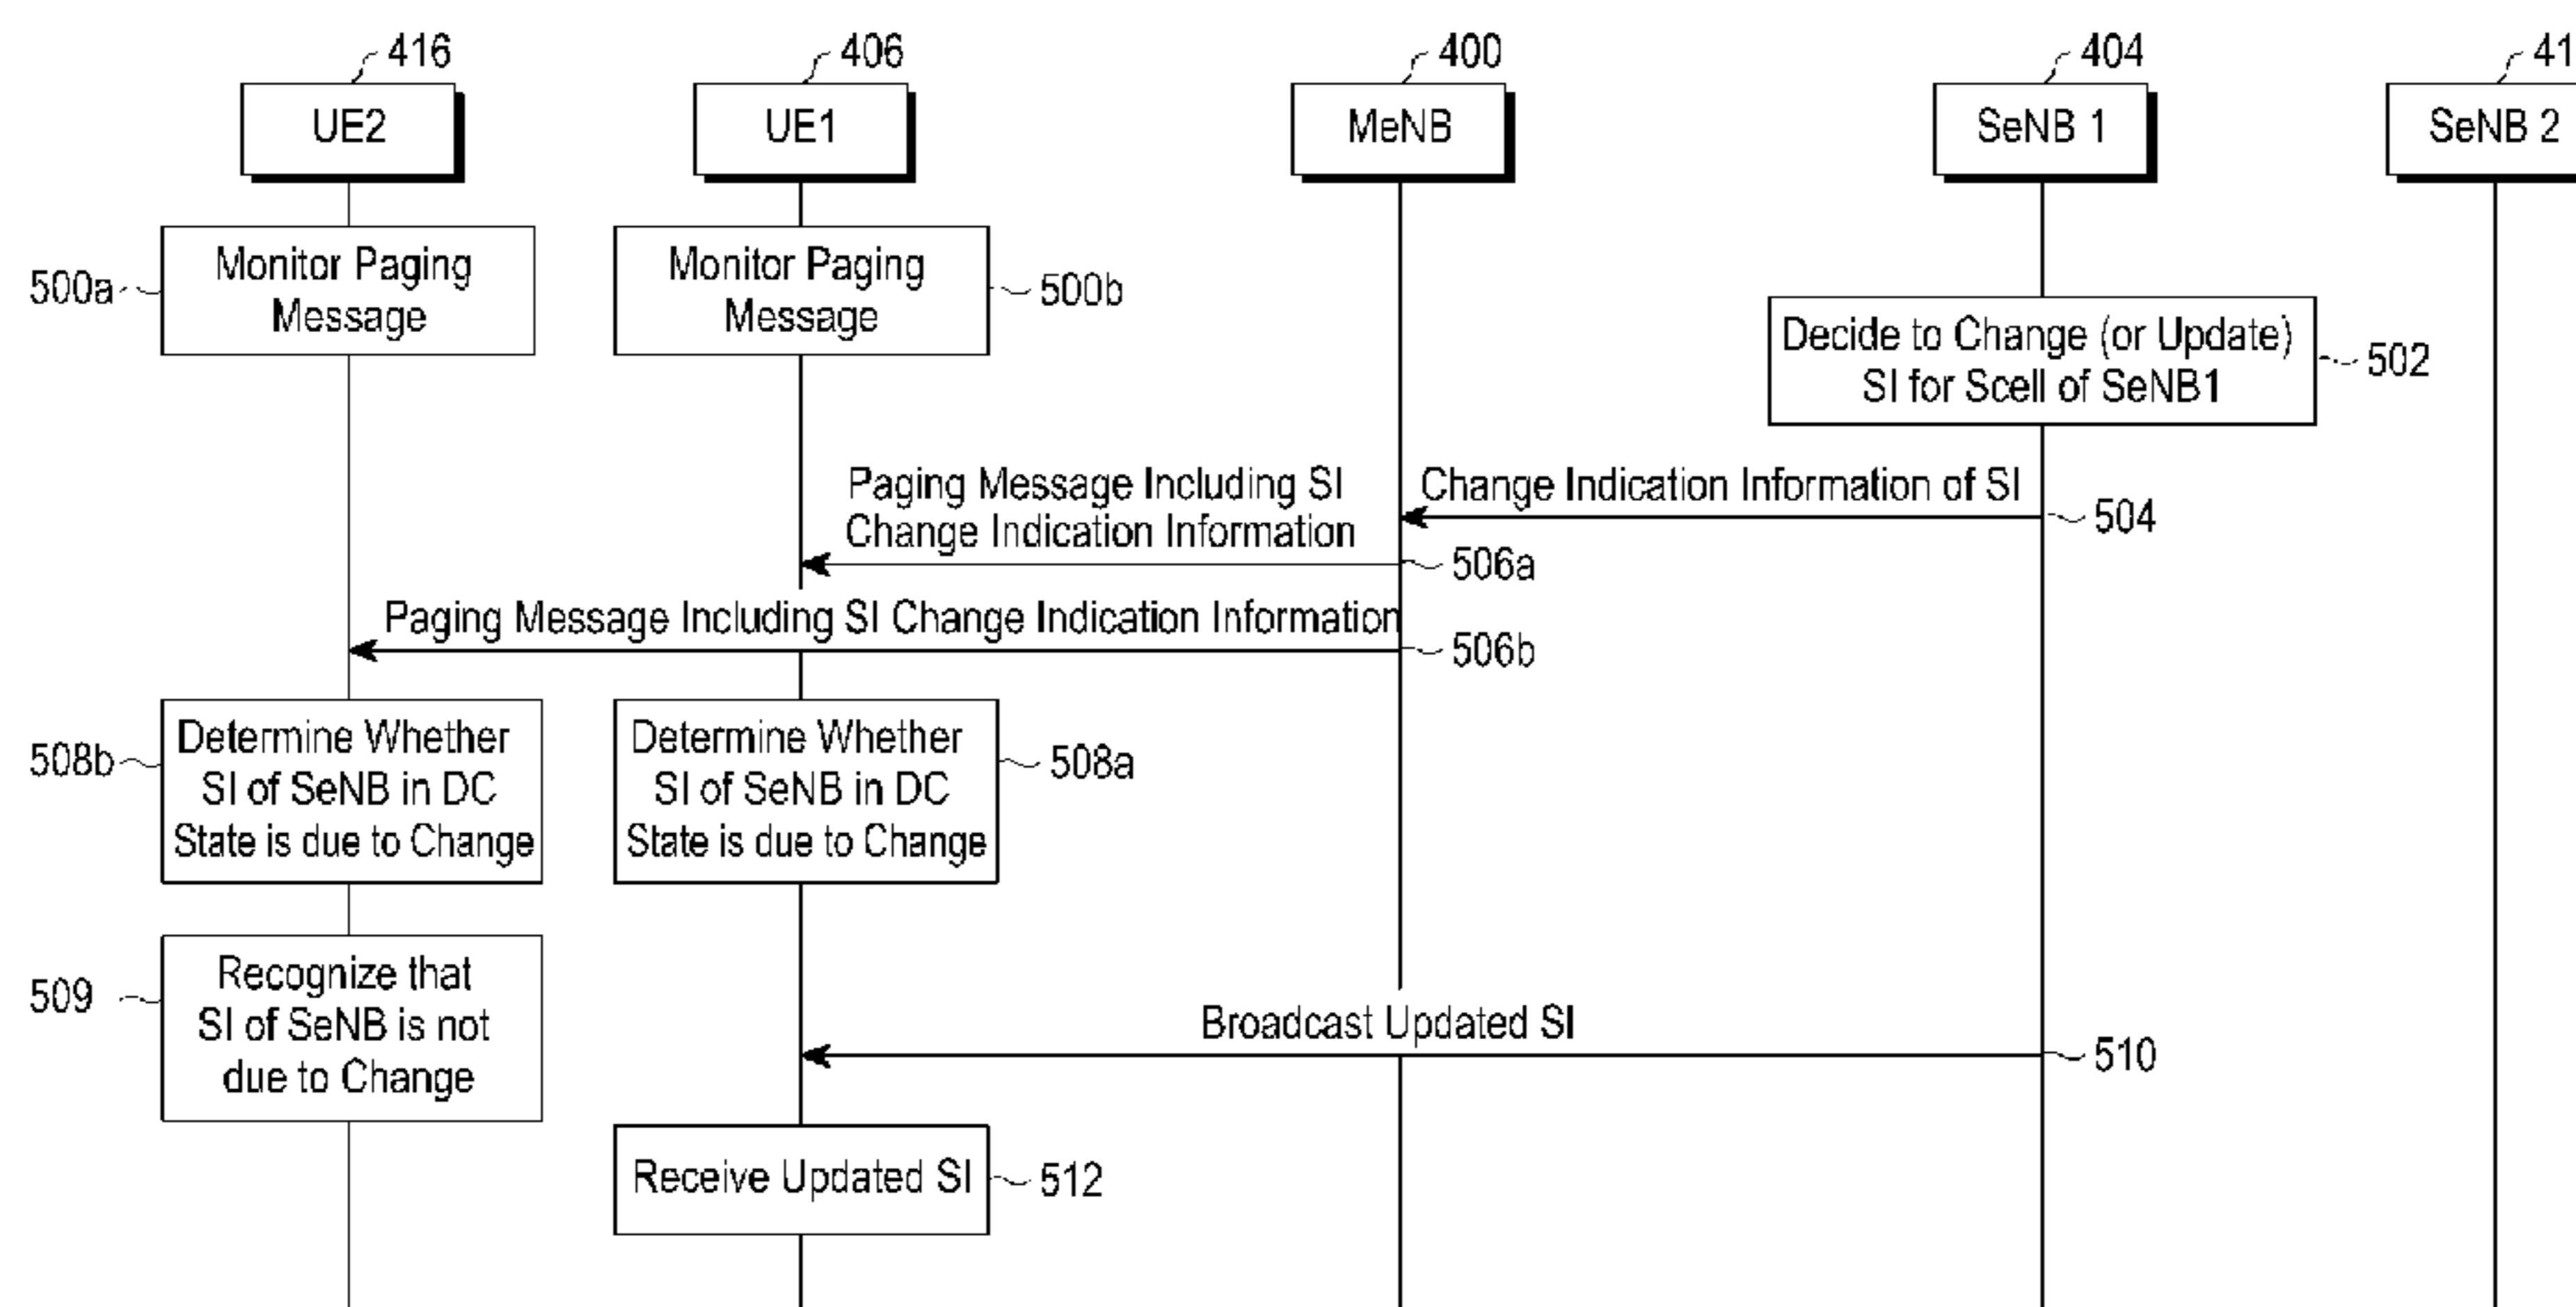 416
406
400
404
41
UE2
UE1
MeNB
SeNB 1
SeNB 2
Monitor Paging
Message
500a
Monitor Paging
Message
500b
Decide to Change (or Update)
SI for Scell of SeNB1
502
Change Indication Information of SI
504
Paging Message Including SI
Change Indication Information
506a
Paging Message Including SI Change Indication Information
506b
Determine Whether
SI of SeNB in DC
State is due to Change
508b
Determine Whether
SI of SeNB in DC
State is due to Change
508a
Recognize that
SI of SeNB is not
due to Change
509
Broadcast Updated SI
510
Receive Updated SI
512